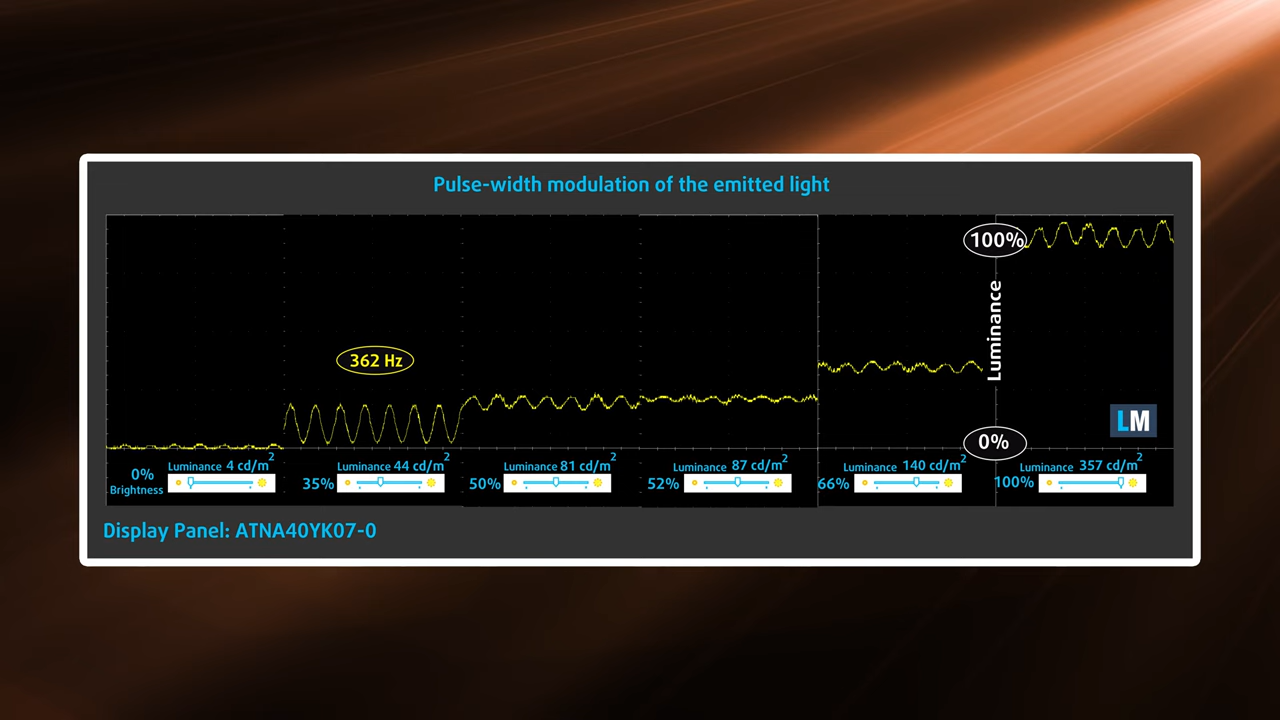 Pulse-width modulation of the emitted light
100%
Luminance
362 Hz
LM
0%
0% Brightness Luminance 4 cd/m²
35% Luminance 44 cd/m²
50% Luminance 81 cd/m²
52% Luminance 87 cd/m²
66% Luminance 140 cd/m²
100% Luminance 357 cd/m²
Display Panel: ATNA40YK07-0